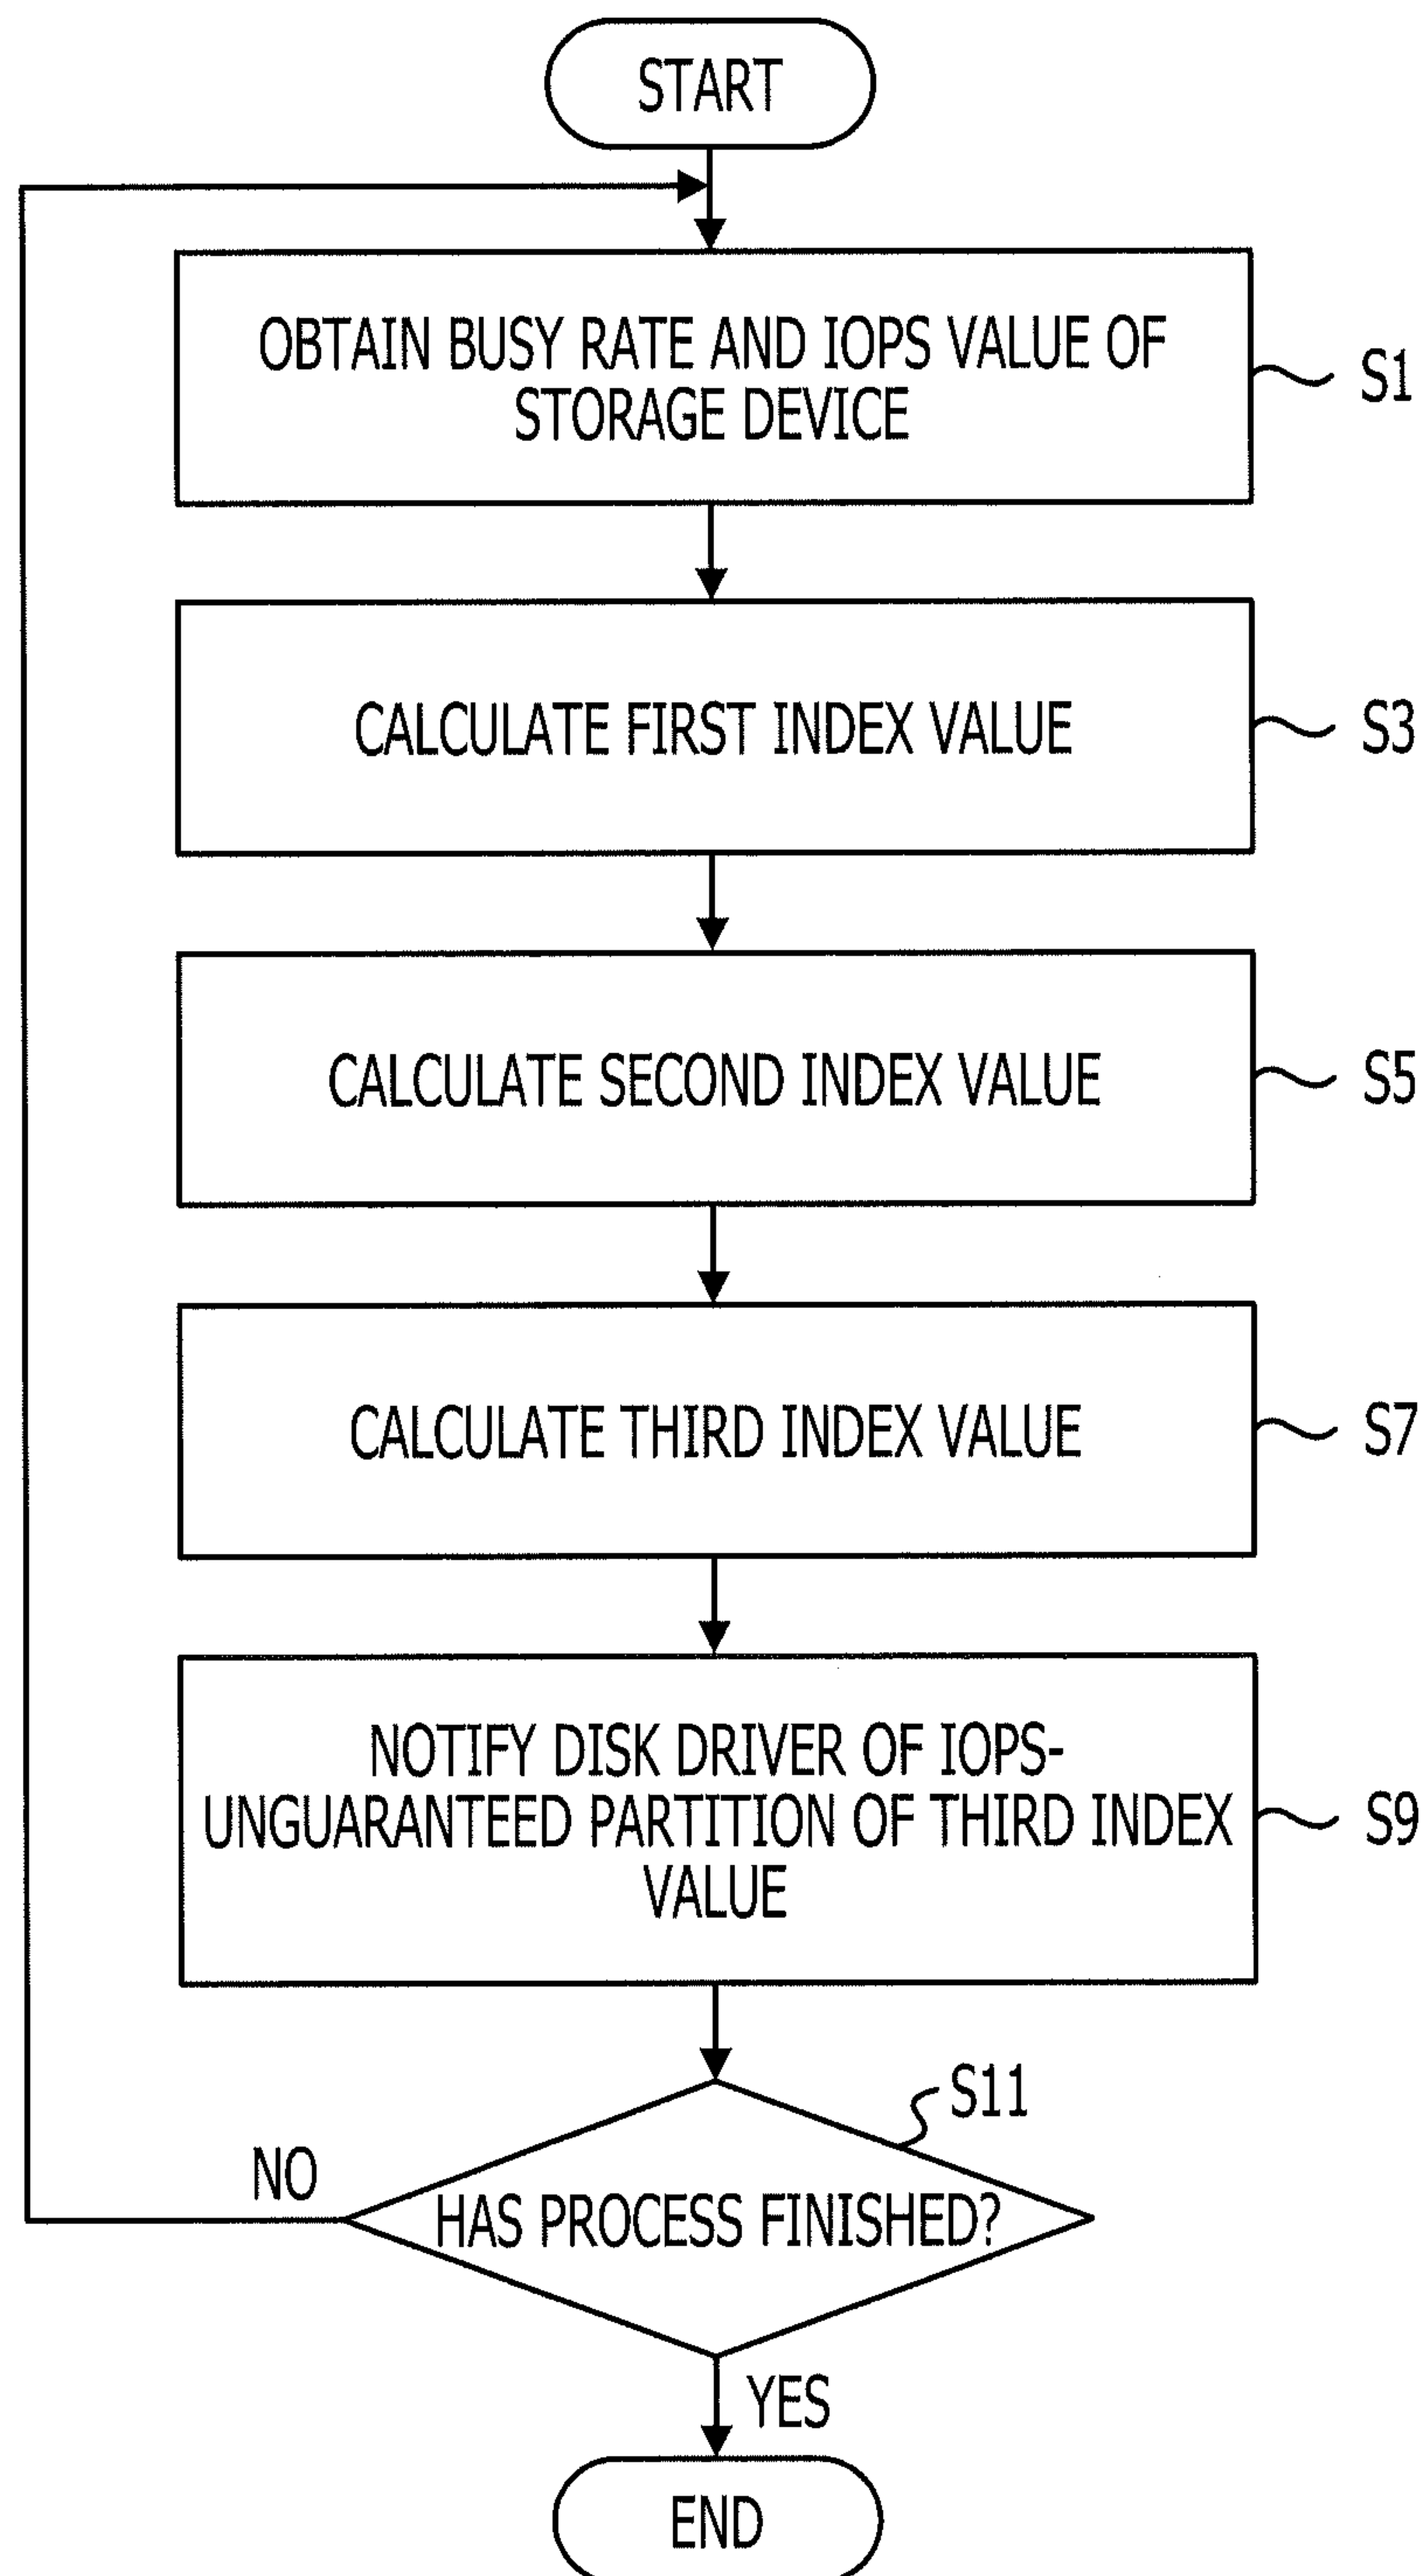 START
OBTAIN BUSY RATE AND IOPS VALUE OF
STORAGE DEVICE
S1
CALCULATE FIRST INDEX VALUE
S3
CALCULATE SECOND INDEX VALUE
S5
CALCULATE THIRD INDEX VALUE
S7
NOTIFY DISK DRIVER OF IOPS-
UNGUARANTEED PARTITION OF THIRD INDEX
VALUE
S9
S11
NO
HAS PROCESS FINISHED?
YES
END